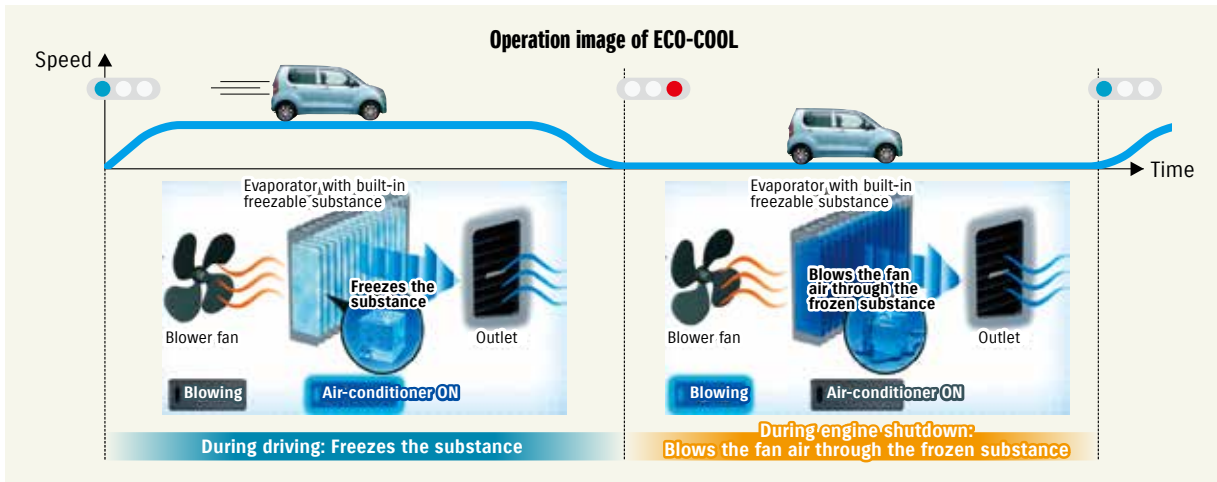 Operation image of ECO-COOL
Speed
Time
Evaporator with built-in
freezable substance
Freezes the
substance
Blower fan
Outlet
Blowing
Air-conditioner ON
Evaporator with built-in
freezable substance
Blows the fan
air through the
frozen substance
Blower fan
Outlet
Blowing
Air-conditioner ON
During driving: Freezes the substance
During engine shutdown:
Blows the fan air through the frozen substance